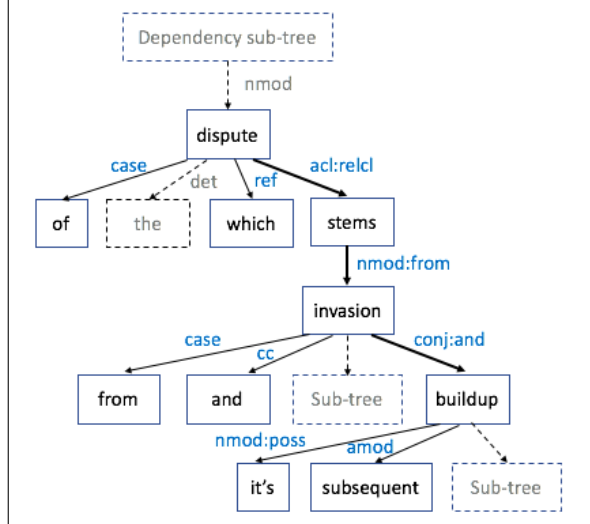 Dependency sub-tree
nmod
dispute
case
det
ref
acl:relcl
of
the
which
stems
nmod:from
invasion
case
cc
conj:and
from
and
Sub-tree
buildup
nmod:poss
amod
it's
subsequent
Sub-tree